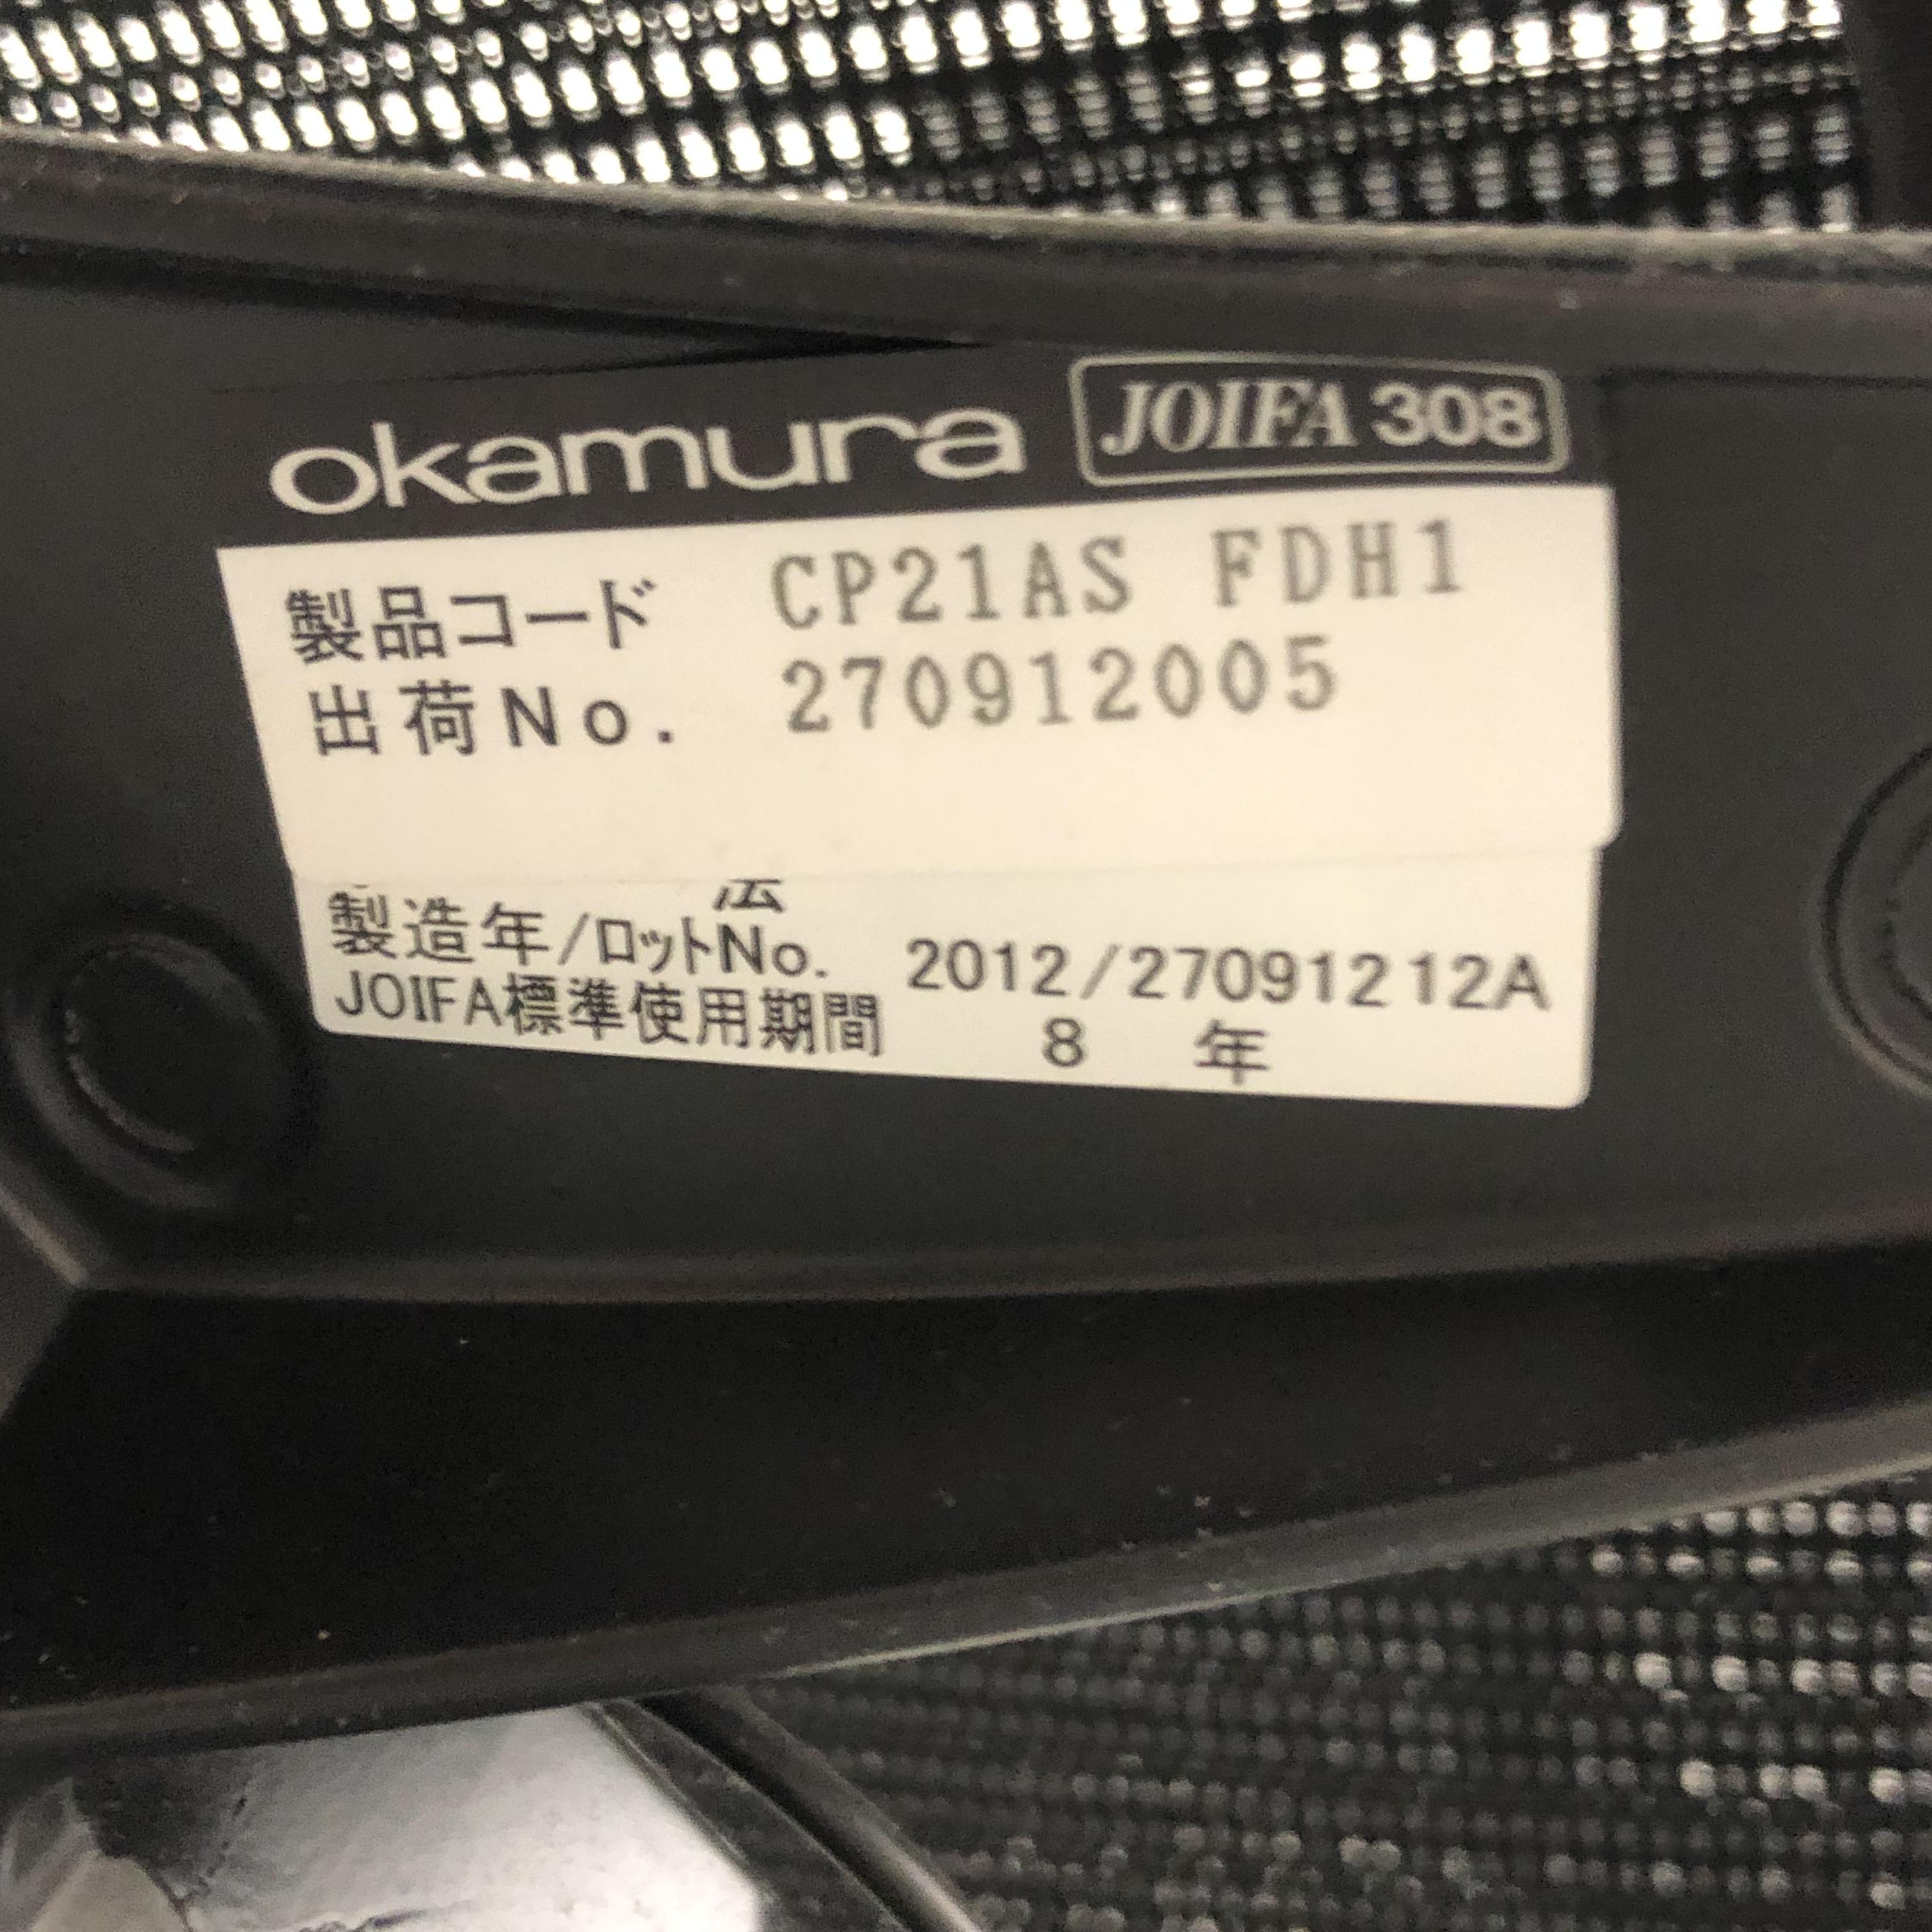 okamura JOIFA 308
製品コード CP21AS FDH1
出荷No. 270912005
製造年/ロットNo. 2012/27091212A
JOIFA標準使用期間 8 年